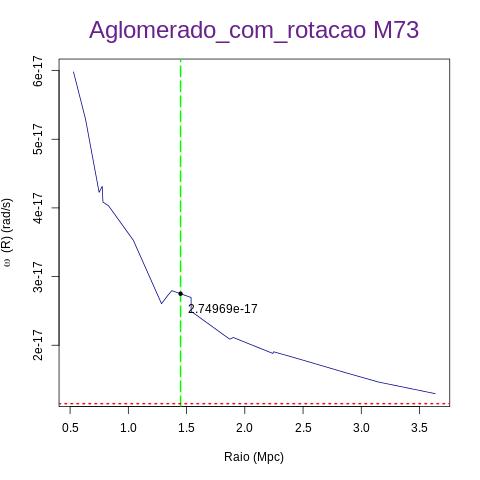 Aglomerado_com_rotacao M73
6e-17
5e-17
4e-17
3e-17
2e-17
ω (R) (rad/s)
2.74969e-17
0.5 1.0 1.5 2.0 2.5 3.0 3.5
Raio (Mpc)